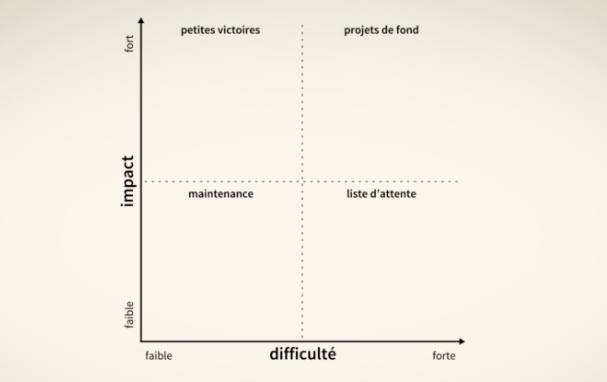 petites victoires
projets de fond
fort
impact
maintenance
liste d'attente
faible
faible
difficulté
forte